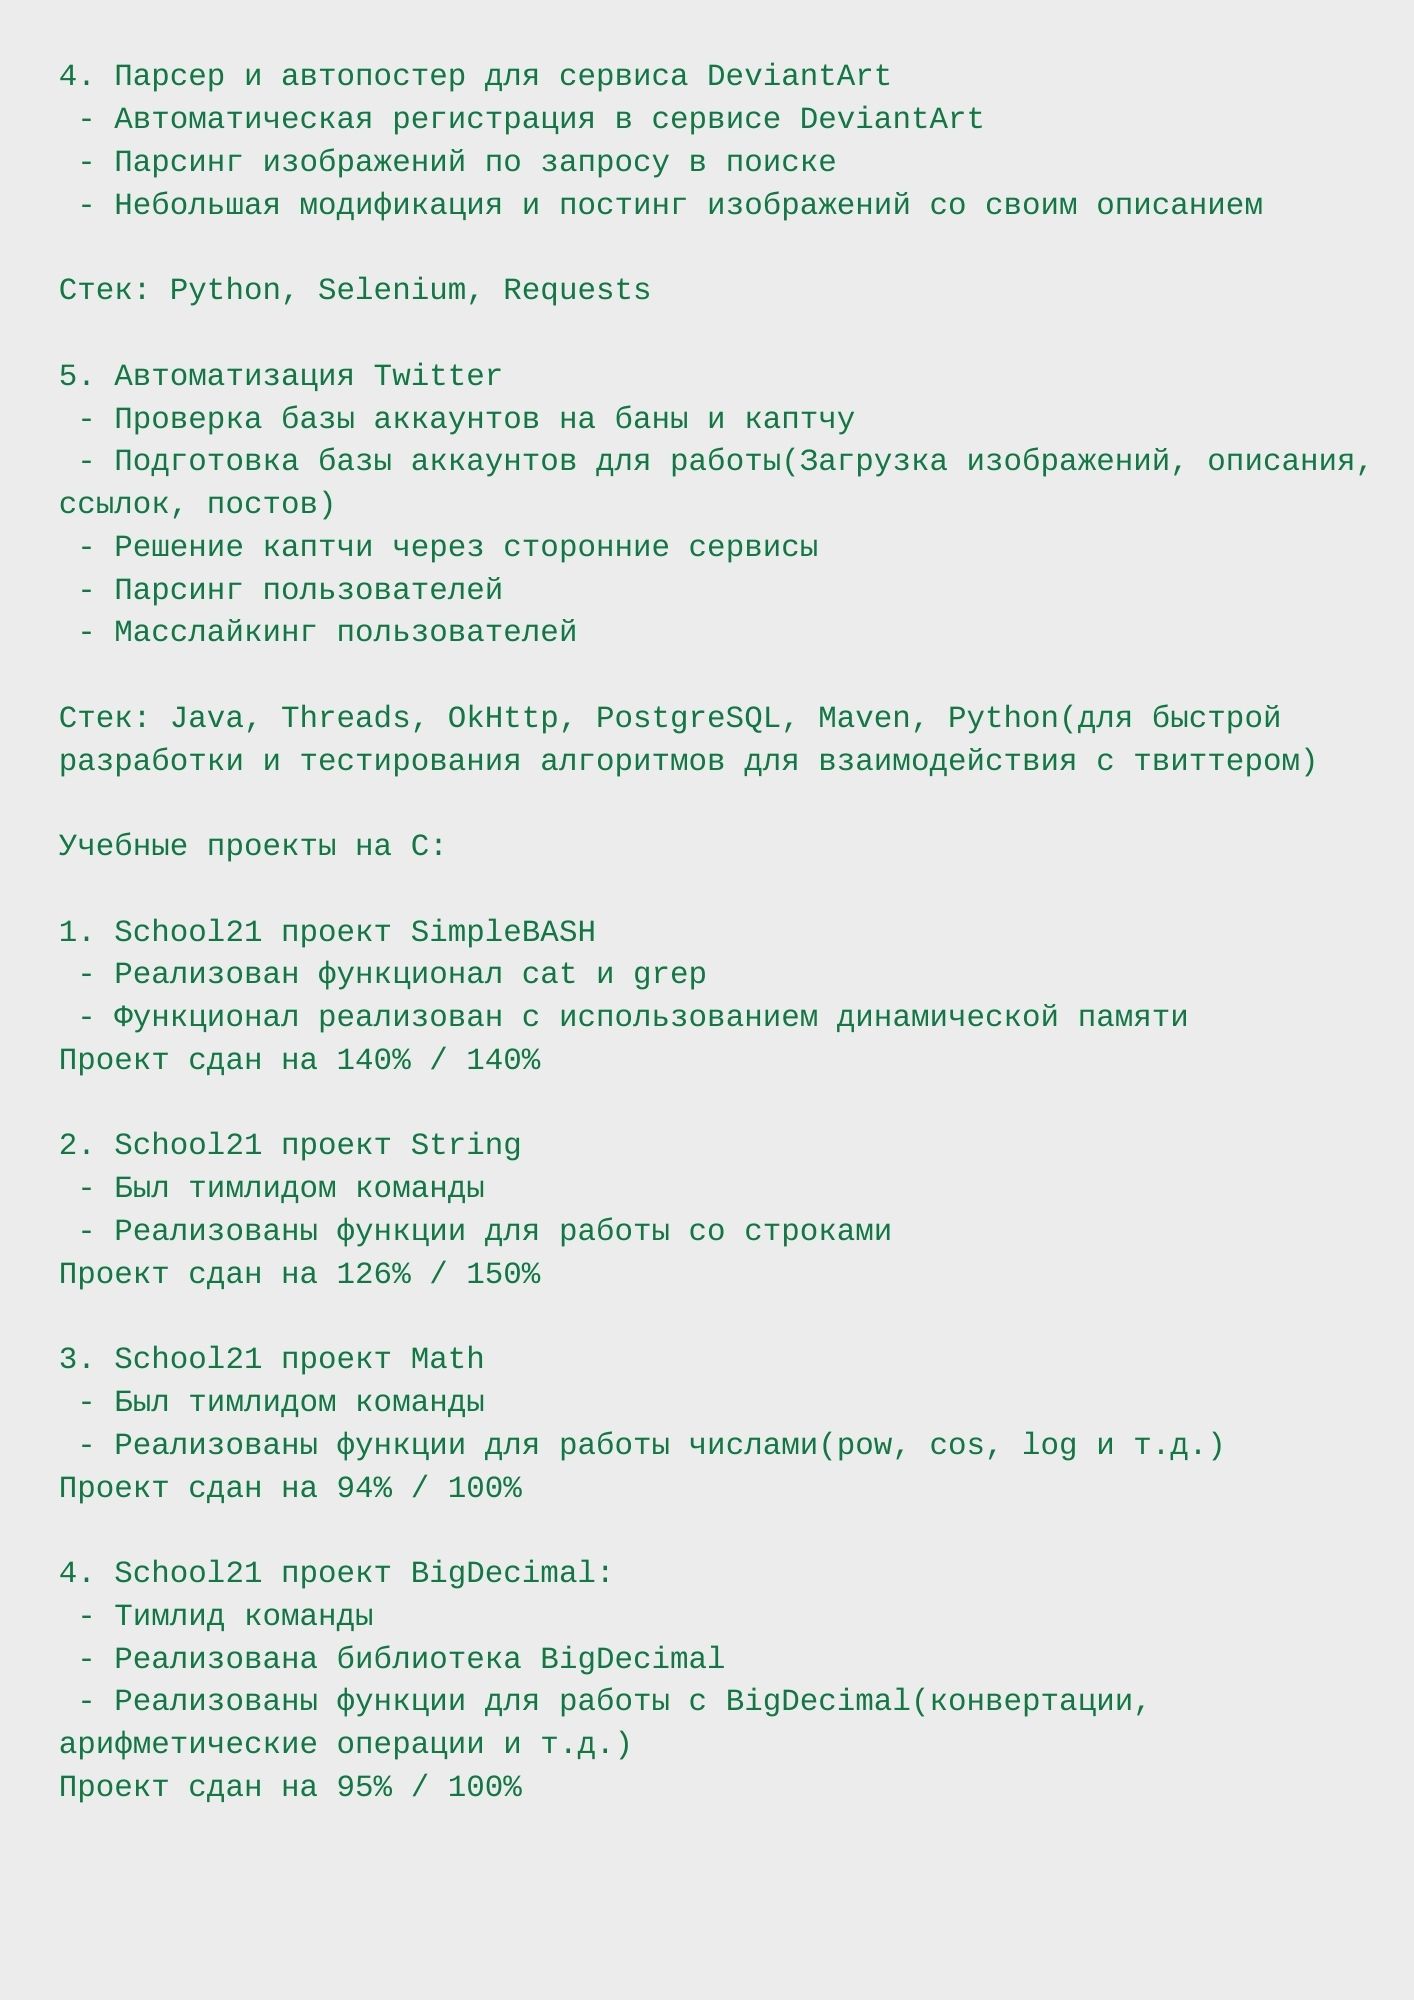 4. Парсер и автопостер для сервиса DeviantArt
- Автоматическая регистрация в сервисе DeviantArt
- Парсинг изображений по запросу в поиске
- Небольшая модификация и постинг изображений со своим описанием
Стек: Python, Selenium, Requests
5. Автоматизация Twitter
- Проверка базы аккаунтов на баны и каптчу
- Подготовка базы аккаунтов для работы(Загрузка изображений, описания,
ссылок, постов)
- Решение каптчи через сторонние сервисы
- Парсинг пользователей
- Масслайкинг пользователей
Стек: Java, Threads, OkHttp, PostgreSQL, Maven, Python(для быстрой
разработки и тестирования алгоритмов для взаимодействия с твиттером)
Учебные проекты на С:
1. School21 проект SimpleBASH
- Реализован функционал cat и grep
- Функционал реализован с использованием динамической памяти
Проект сдан на 140% / 140%
2. School21 проект String
- Был тимлидом команды
- Реализованы функции для работы со строками
Проект сдан на 126% / 150%
3. School21 проект Math
- Был тимлидом команды
- Реализованы функции для работы числами(pow, cos, log и т.д.)
Проект сдан на 94% / 100%
4. School21 проект BigDecimal:
- Тимлид команды
- Реализована библиотека BigDecimal
- Реализованы функции для работы с BigDecimal(конвертации,
арифметические операции и т.д.)
Проект сдан на 95% / 100%